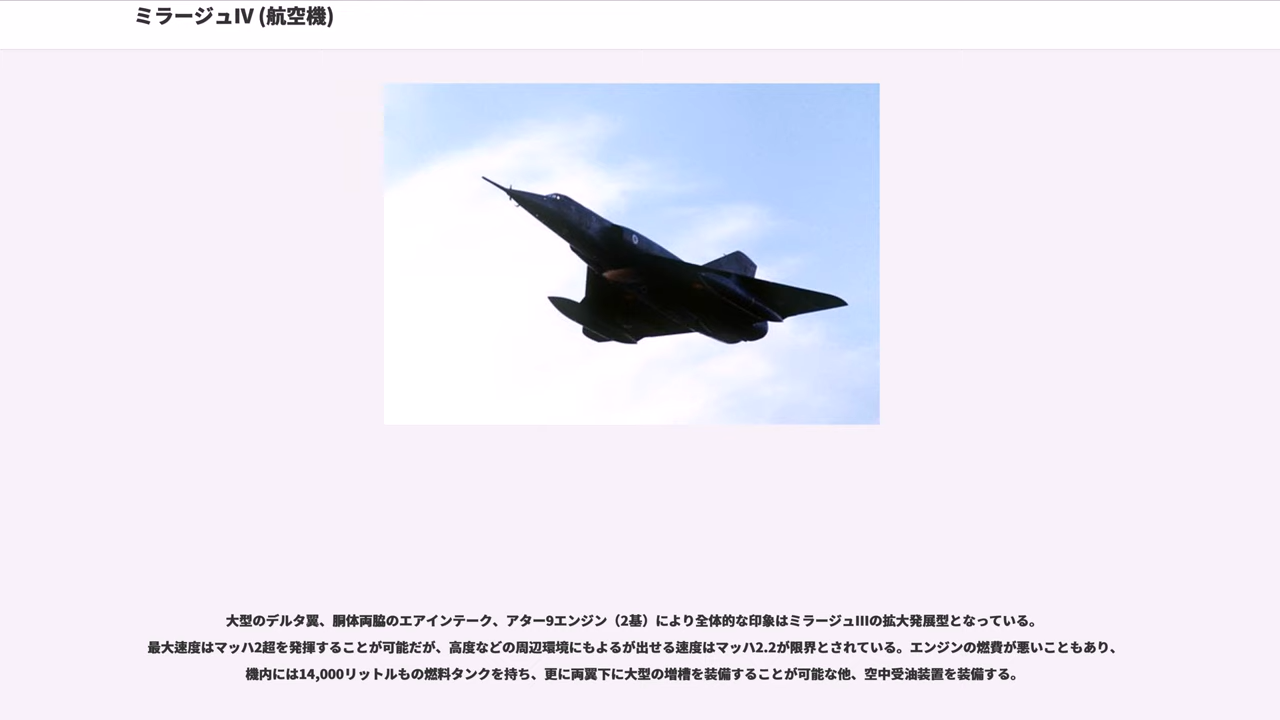 ミラージュIV (航空機)
大型のデルタ翼、胴体両脇のエアインテーク、アター9エンジン（2基）により全体的な印象はミラージュIIIの拡大発展型となっている。
最大速度はマッハ2超を発揮することが可能だが、高度などの周辺環境にもよるが出せる速度はマッハ2.2が限界とされている。エンジンの燃費が悪いこともあり、
機内には14,000リットルもの燃料タンクを持ち、更に両翼下に大型の増槽を装備することが可能な他、空中受油装置を装備する。